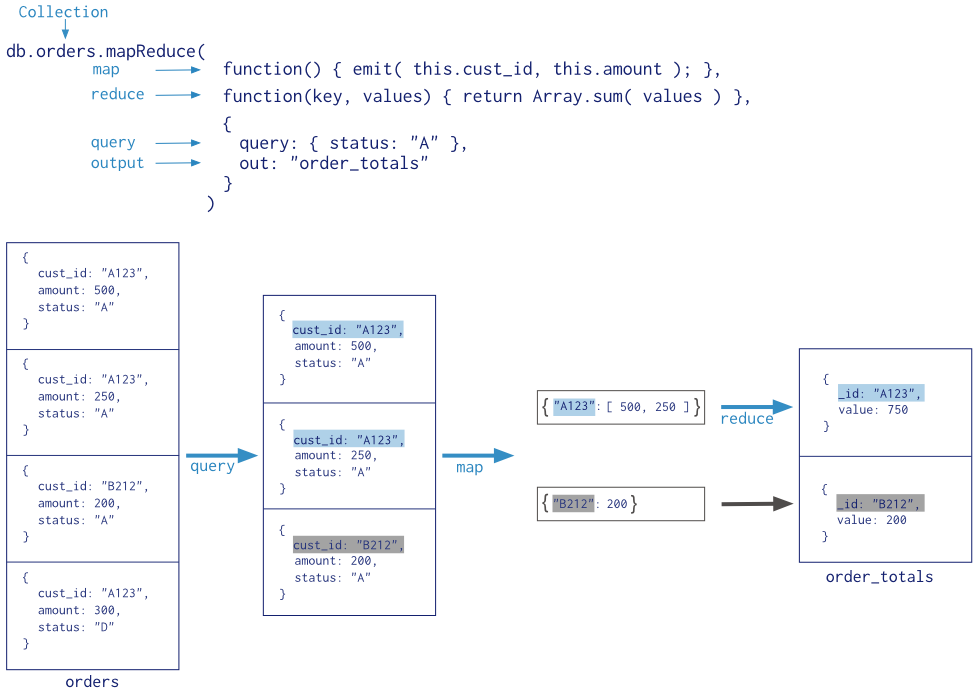 Collection
db.orders.mapReduce(
map function() { emit( this.cust_id, this.amount ); },
reduce function(key, values) { return Array.sum( values ) },
{
query query: { status: "A" },
output out: "order_totals"
}
)
{
cust_id: "A123",
amount: 500,
status: "A"
}
{
cust_id: "A123",
amount: 250,
status: "A"
}
{
cust_id: "B212",
amount: 200,
status: "A"
}
{
cust_id: "A123",
amount: 300,
status: "D"
}
orders
query
{
cust_id: "A123",
amount: 500,
status: "A"
}
{
cust_id: "A123",
amount: 250,
status: "A"
}
{
cust_id: "B212",
amount: 200,
status: "A"
}
map
{ "A123": [ 500, 250 ] }
{ "B212": 200 }
reduce
{
_id: "A123",
value: 750
}
{
_id: "B212",
value: 200
}
order_totals